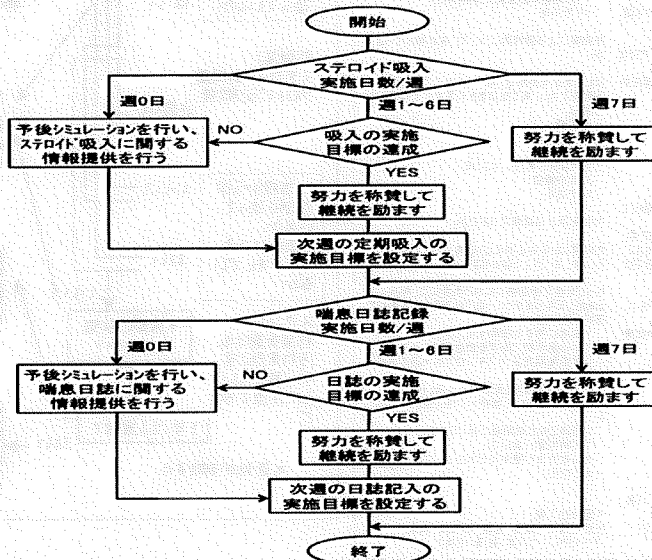 開始
ステロイド吸入
実施日数/週
週0日
週1～6日
週7日
予後シミュレーションを行い、
ステロイド吸入に関する
情報提供を行う
NO
吸入の実施
目標の達成
努力を称賛して
継続を励ます
YES
努力を称賛して
継続を励ます
次週の定期吸入の
実施目標を設定する
喘息日誌記録
実施日数/週
週0日
週1～6日
週7日
予後シミュレーションを行い、
喘息日誌に関する
情報提供を行う
NO
日誌の実施
目標の達成
努力を称賛して
継続を励ます
YES
努力を称賛して
継続を励ます
次週の日誌記入の
実施目標を設定する
終了